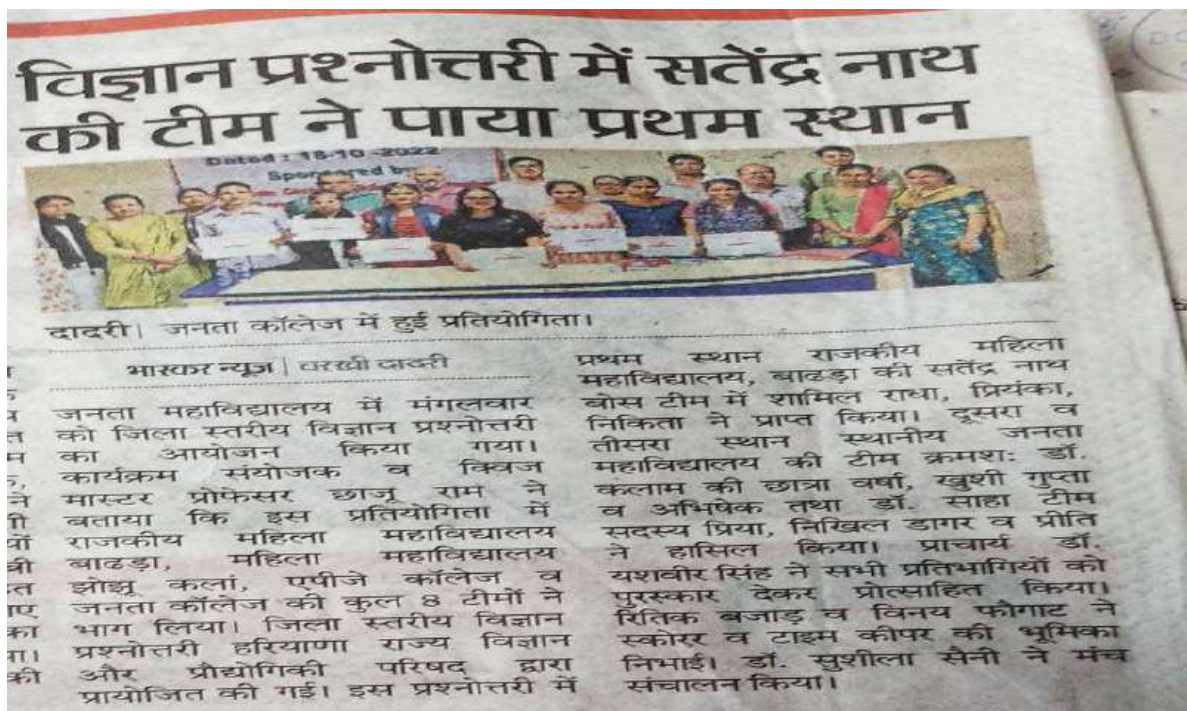 विज्ञान प्रश्नोत्तरी में सतेंद्र नाथ
की टीम ने पाया प्रथम स्थान
Dated : 18-10-2022
Sponsored by
दादरी। जनता कॉलेज में हुई प्रतियोगिता।
भास्कर न्यूज | चरखी दादरी
जनता महाविद्यालय में मंगलवार
को जिला स्तरीय विज्ञान प्रश्नोत्तरी
का आयोजन किया गया।
कार्यक्रम संयोजक व क्विज
मास्टर प्रोफेसर छाजू राम ने
बताया कि इस प्रतियोगिता में
राजकीय महिला महाविद्यालय
बाढड़ा, महिला महाविद्यालय
झोझू कलां, एपीजे कॉलेज व
जनता कॉलेज की कुल 8 टीमों ने
भाग लिया। जिला स्तरीय विज्ञान
प्रश्नोत्तरी हरियाणा राज्य विज्ञान
और प्रौद्योगिकी परिषद् द्वारा
प्रायोजित की गई। इस प्रश्नोत्तरी में
प्रथम स्थान राजकीय महिला
महाविद्यालय, बाढड़ा की सतेंद्र नाथ
बोस टीम में शामिल राधा, प्रियंका,
निकिता ने प्राप्त किया। दूसरा व
तीसरा स्थान स्थानीय जनता
महाविद्यालय की टीम क्रमश: डॉ.
कलाम की छात्रा वर्षा, खुशी गुप्ता
व अभिषेक तथा डॉ. साहा टीम
सदस्य प्रिया, निखिल डागर व प्रीति
ने हासिल किया। प्राचार्य डॉ.
यशवीर सिंह ने सभी प्रतिभागियों को
पुरस्कार देकर प्रोत्साहित किया।
रितिक बजाड़ व विनय फौगाट ने
स्कोरर व टाइम कीपर की भूमिका
निभाई। डॉ. सुशीला सैनी ने मंच
संचालन किया।